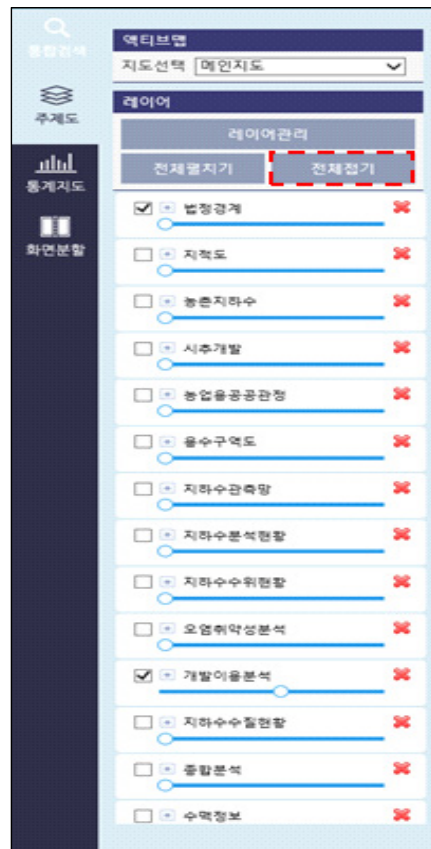 통합검색
주제도
통계지도
화면분할
액티브맵
지도선택 메인지도
레이어
레이어관리
전체펼치기 전체접기
법정경계
지적도
농촌지하수
시추개발
농업용공공관정
용수구역도
지하수관측망
지하수분석현황
지하수수위현황
오염취약성분석
개발이용분석
지하수수질현황
종합분석
수맥정보